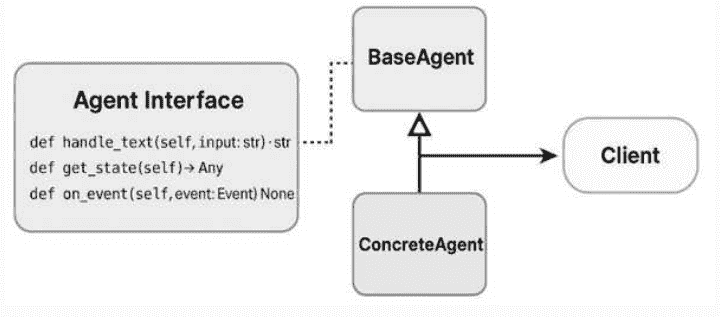 Agent Interface
def handle_text(self, input: str)·str
def get_state(self)→ Any
def on_event(self, event: Event) None
BaseAgent
Client
ConcreteAgent